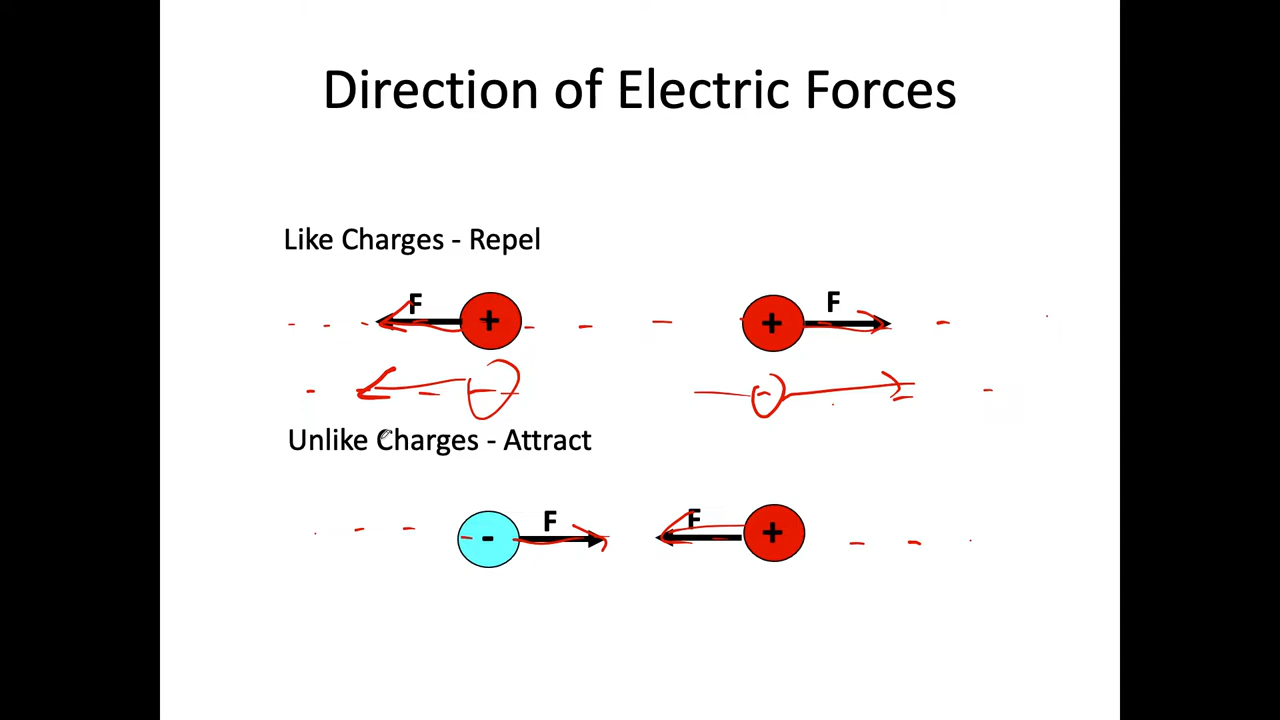 Direction of Electric Forces
Like Charges - Repel
F F
+ +
- -
Unlike Charges - Attract
F F
- +